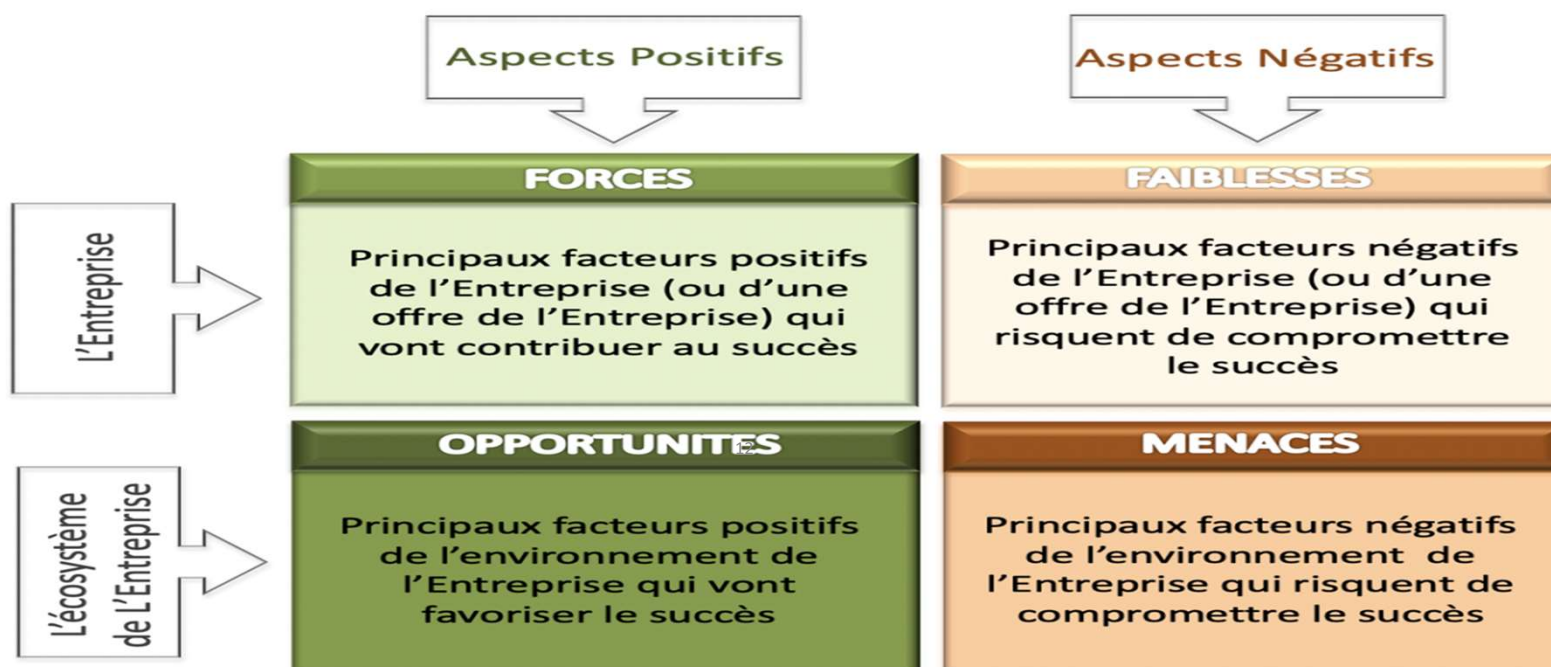 Aspects Positifs
Aspects Négatifs
L'Entreprise
FORCES
Principaux facteurs positifs
de l'Entreprise (ou d'une
offre de l'Entreprise) qui
vont contribuer au succès
FAIBLESSES
Principaux facteurs négatifs
de l'Entreprise (ou d'une
offre de l'Entreprise) qui
risquent de compromettre
le succès
L'écosystème
de L'Entreprise
OPPORTUNITES
12
Principaux facteurs positifs
de l'environnement de
l'Entreprise qui vont
favoriser le succès
MENACES
Principaux facteurs négatifs
de l'environnement de
l'Entreprise qui risquent de
compromettre le succès